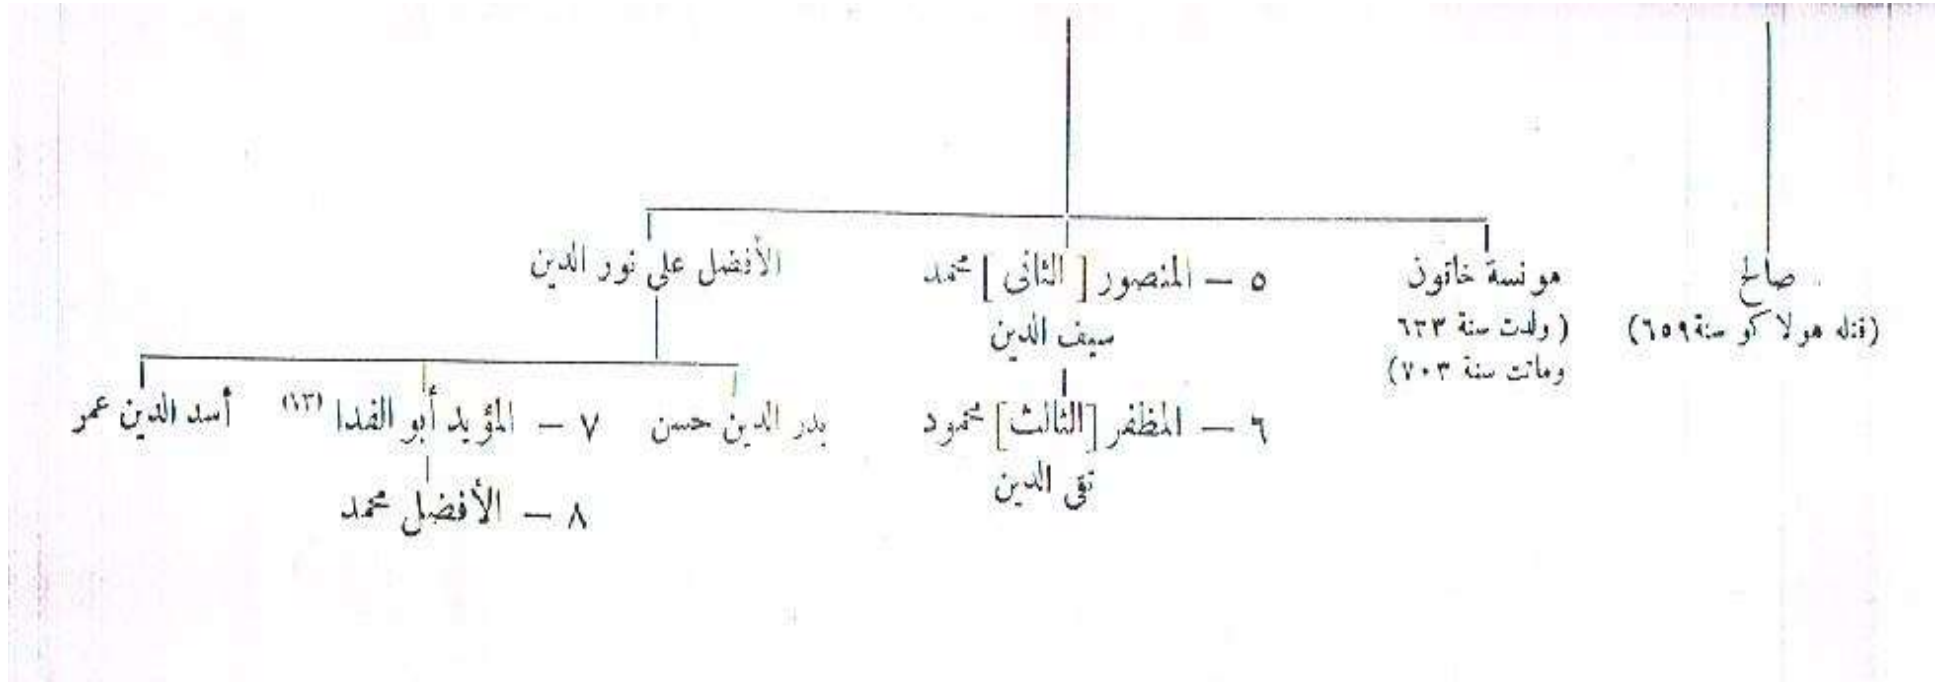 صالح
(قتله هولاكو سنة ٦٥٩)
مونسة خاتون
( ولدت سنة ٦٣٣
وماتت سنة ٧٠٣)
٥ – المنصور [ الثانى ] محمد
سيف الدين
الأفضل على نور الدين
٦ – المظفر [الثالث] محمود
تقى الدين
بدر الدين حسن
٧ – المؤيد أبو الفدا (١٣)
أسد الدين عمر
٨ – الأفضل محمد